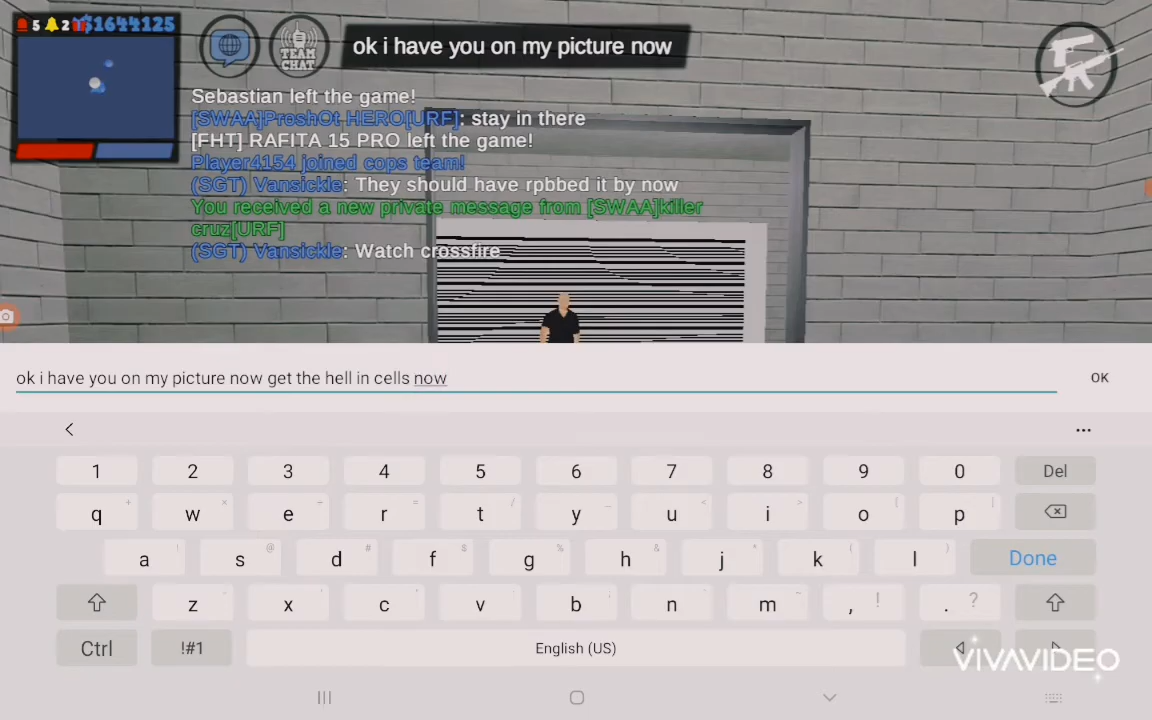 5 2 $1644125
TEAM CHAT
ok i have you on my picture now
Sebastian left the game!
[SWAA]ProshOt HERO[URF]: stay in there
[FHT] RAFITA 15 PRO left the game!
Player4154 joined cops team!
(SGT) Vansickle: They should have rpbbed it by now
You received a new private message from [SWAA]killer
cruz[URF]
(SGT) Vansickle: Watch crossfire
ok i have you on my picture now get the hell in cells now
OK
1 2 3 4 5 6 7 8 9 0 Del
q w e r t y u i o p
a s d f g h j k l Done
z x c v b n m , ! . ?
Ctrl !#1 English (US)
VIVAVIDEO